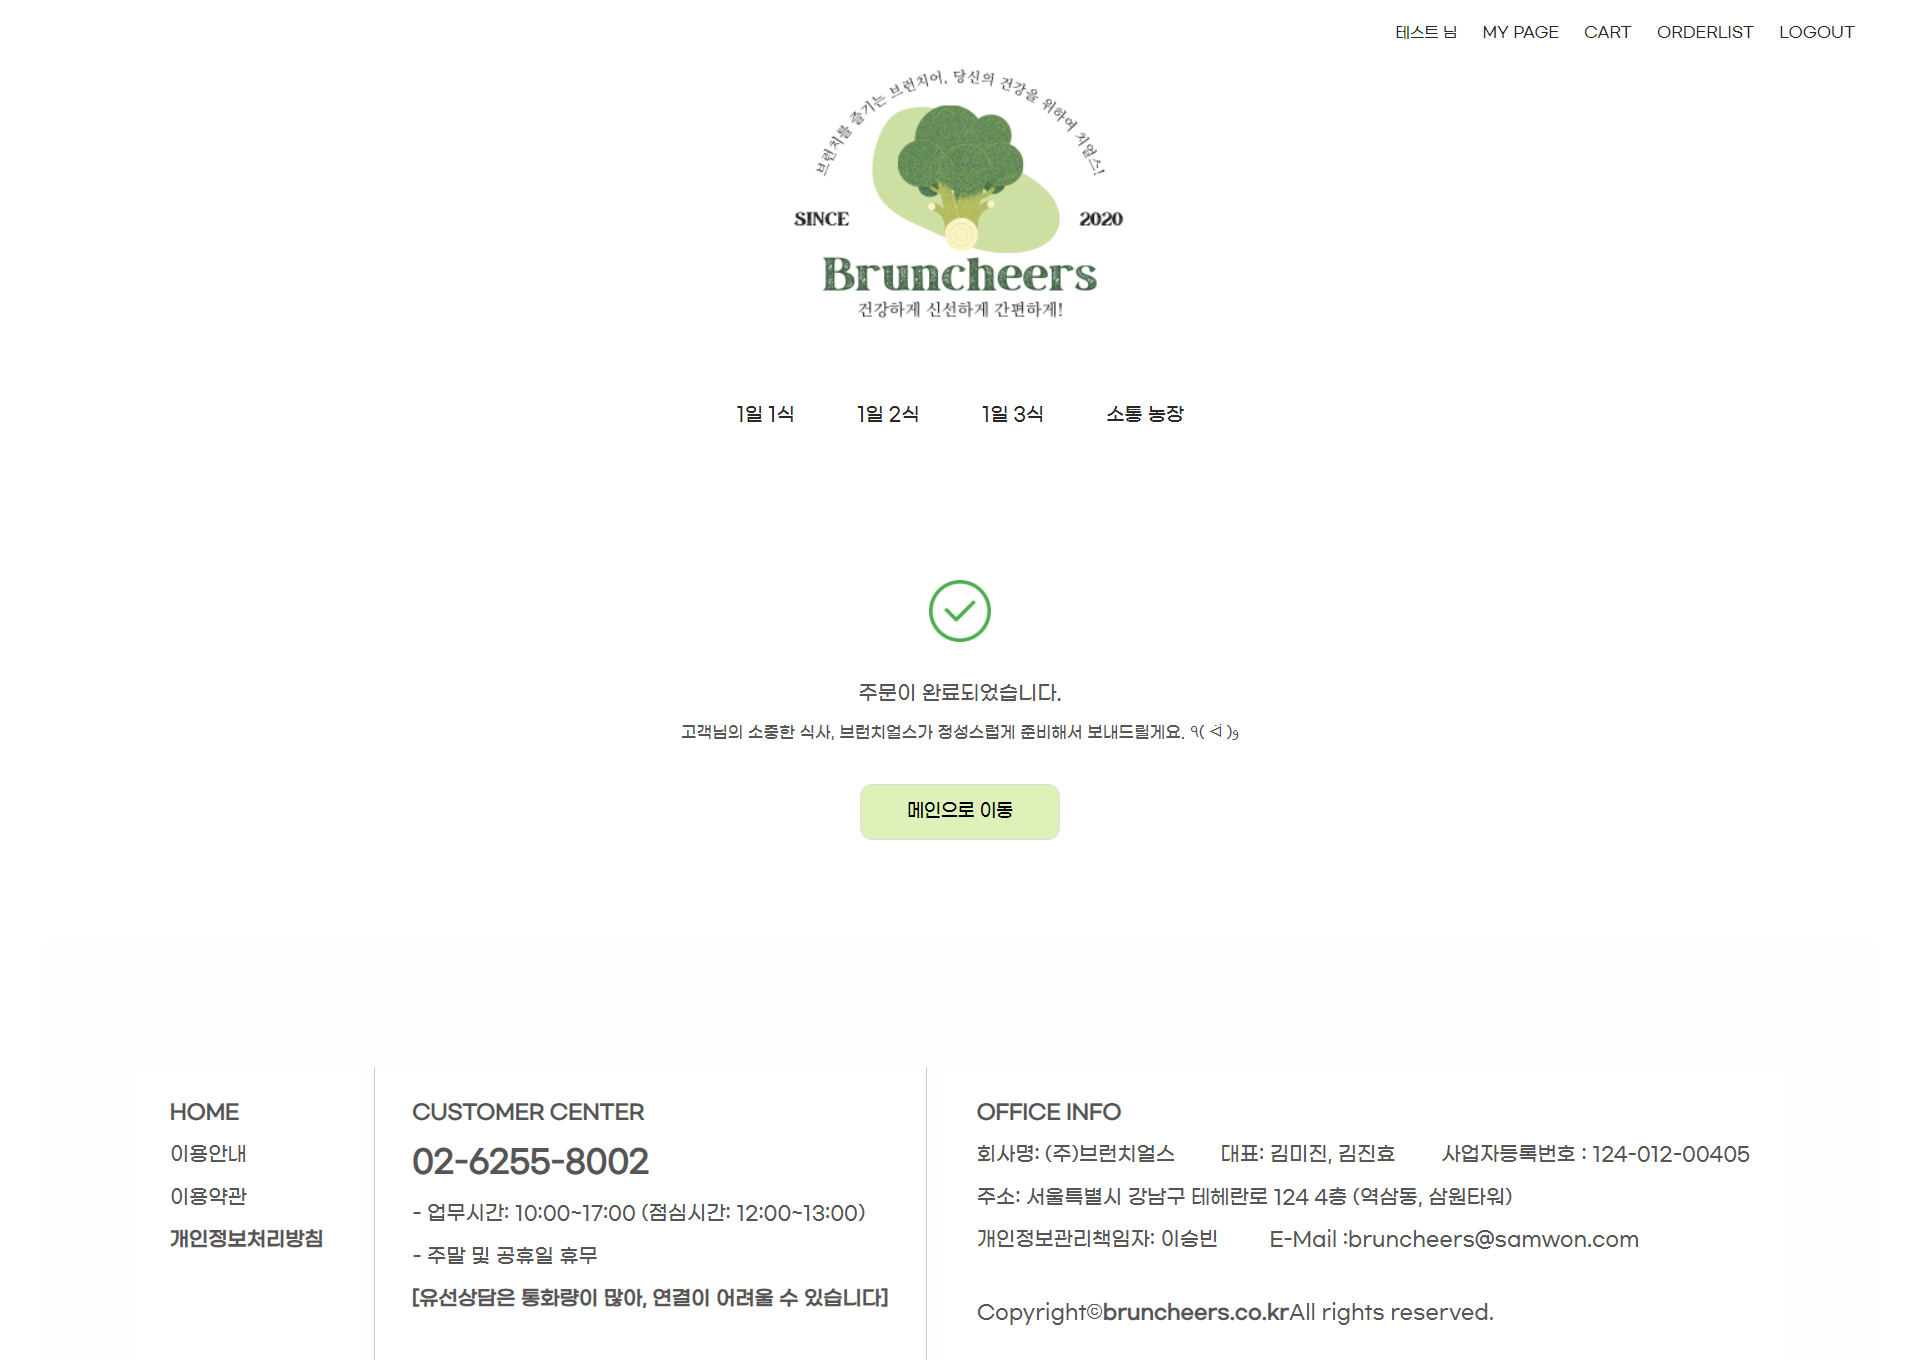 테스트 님 MY PAGE CART ORDERLIST LOGOUT
브런치를 즐기는 브런치어, 당신의 건강을 위하여 치얼스!
SINCE 2020
Bruncheers
건강하게 신선하게 간편하게!
1일 1식 1일 2식 1일 3식 소통 농장
주문이 완료되었습니다.
고객님의 소중한 식사, 브런치얼스가 정성스럽게 준비해서 보내드릴게요. ٩( ᐛ )و
메인으로 이동
HOME
이용안내
이용약관
개인정보처리방침
CUSTOMER CENTER
02-6255-8002
- 업무시간: 10:00~17:00 (점심시간: 12:00~13:00)
- 주말 및 공휴일 휴무
[유선상담은 통화량이 많아, 연결이 어려울 수 있습니다]
OFFICE INFO
회사명: (주)브런치얼스 대표: 김미진, 김진효 사업자등록번호 : 124-012-00405
주소: 서울특별시 강남구 테헤란로 124 4층 (역삼동, 삼원타워)
개인정보관리책임자: 이승빈 E-Mail :bruncheers@samwon.com
Copyright©bruncheers.co.krAll rights reserved.